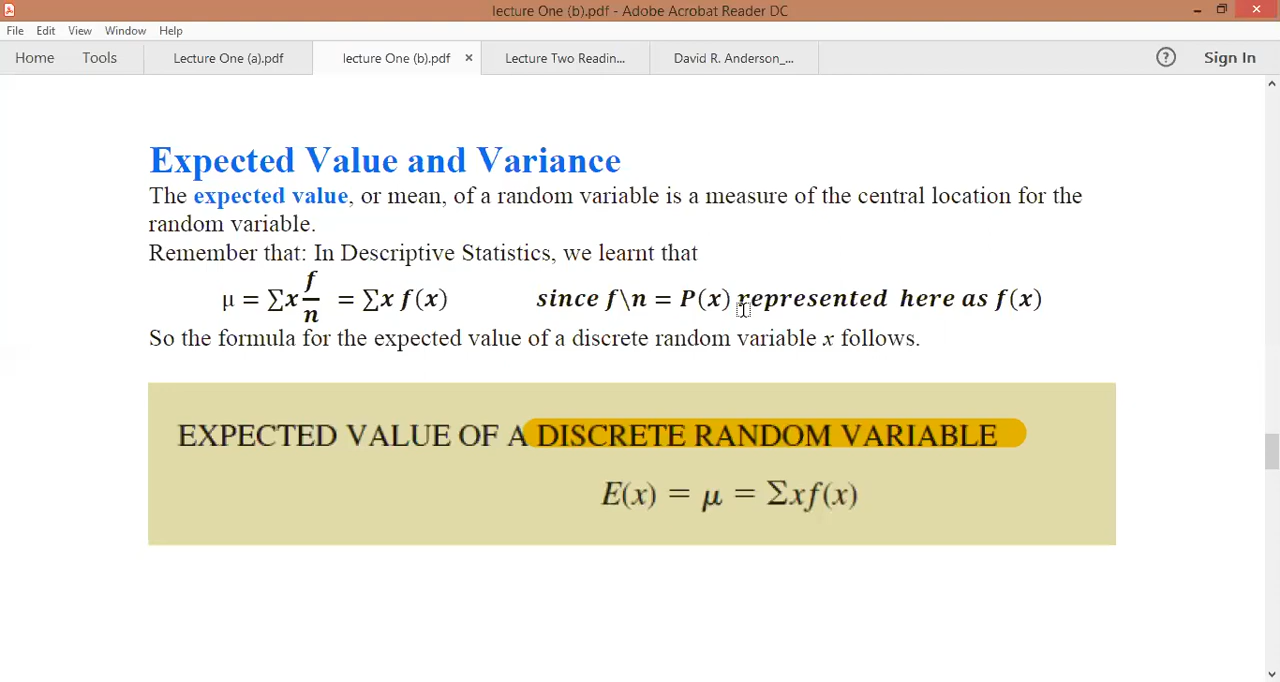 lecture One (b).pdf - Adobe Acrobat Reader DC
File Edit View Window Help
Home Tools Lecture One (a).pdf lecture One (b).pdf × Lecture Two Readin... David R. Anderson_... ? Sign In
Expected Value and Variance
The expected value, or mean, of a random variable is a measure of the central location for the
random variable.
Remember that: In Descriptive Statistics, we learnt that
μ = ∑x f/n = ∑x f(x) since f\n = P(x) represented here as f(x)
So the formula for the expected value of a discrete random variable x follows.
EXPECTED VALUE OF A DISCRETE RANDOM VARIABLE
E(x) = μ = Σxf(x)